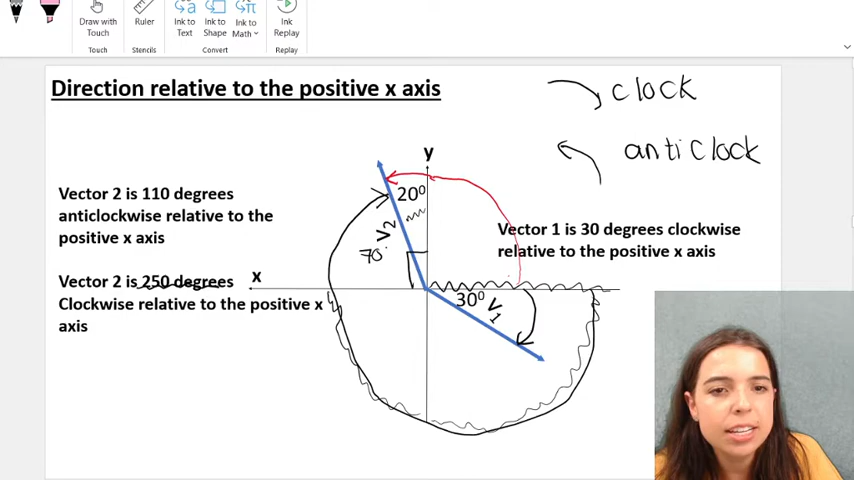 Draw with
Touch
Ruler
Ink to
Text
Ink to
Shape
Ink to
Math
Ink
Replay
Touch
Stencils
Convert
Replay
Direction relative to the positive x axis
clock
anticlock
y
Vector 2 is 110 degrees
anticlockwise relative to the
positive x axis
20⁰
V2
70°
Vector 1 is 30 degrees clockwise
relative to the positive x axis
Vector 2 is 250 degrees
Clockwise relative to the positive x
axis
x
30⁰
V1